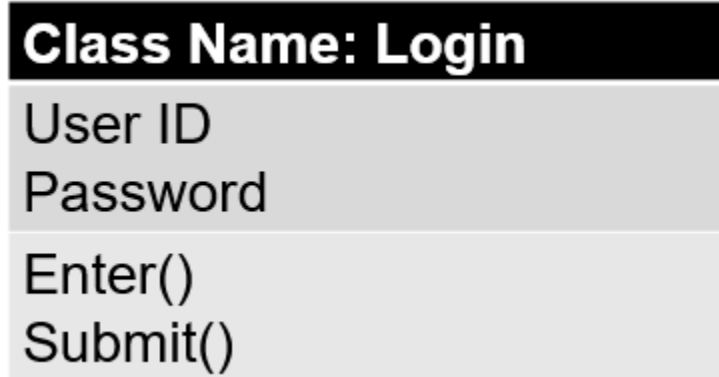 Class Name: Login
User ID
Password
Enter()
Submit()